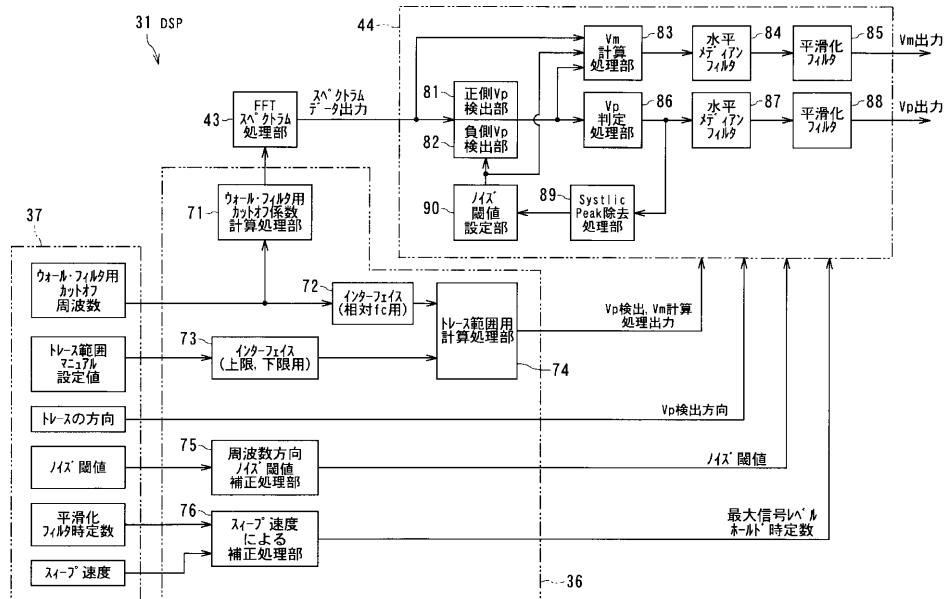 31 DSP
44
Vm
計算
処理部
83
水平
メディアン
フィルタ
84
平滑化
フィルタ
85
Vm出力
81
正側Vp
検出部
負側Vp
検出部
82
Vp
判定
処理部
86
水平
メディアン
フィルタ
87
平滑化
フィルタ
88
Vp出力
FFT
スペクトラム
処理部
43
スペクトラム
データ出力
90
ノイズ
閾値
設定部
89
Systlic
Peak除去
処理部
71
ウォール・フィルタ用
カットオフ係数
計算処理部
37
ウォール・フィルタ用
カットオフ
周波数
72
インターフェイス
(相対fc用)
トレース範囲用
計算処理部
74
Vp検出,Vm計算
処理出力
トレース範囲
マニュアル
設定値
73
インターフェイス
(上限,下限用)
トレースの方向
Vp検出方向
ノイズ閾値
75
周波数方向
ノイズ閾値
補正処理部
ノイズ閾値
平滑化
フィルタ時定数
76
スィープ速度
による
補正処理部
最大信号レベル
ホールド時定数
スィープ速度
36